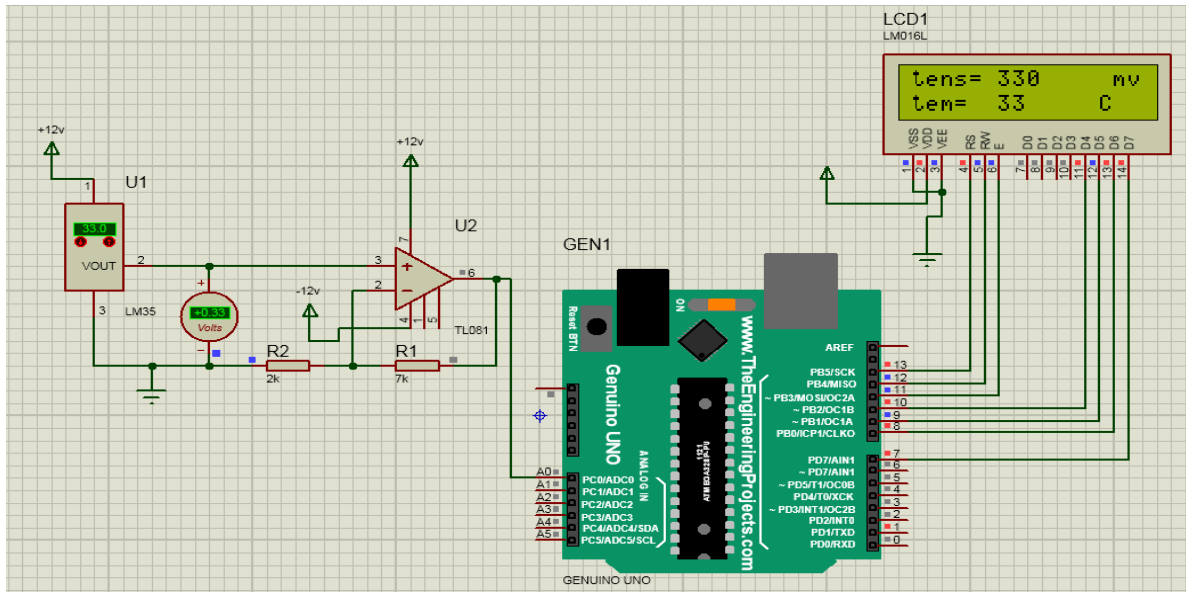 LCD1
LM016L
tens= 330 mv
tem= 33 C
VSS
VDD
VEE
RS
RW
E
D0
D1
D2
D3
D4
D5
D6
D7
1
2
3
4
5
6
7
8
9
10
11
12
13
14
+12v
U1
1
33.0
VOUT
2
3
LM35
+0.33
Volts
+12v
U2
7
3
2
6
4
1
5
TL081
-12v
R2
2k
R1
7k
GEN1
Reset BTN
ON
Genuino UNO
www.TheEngineeringProjects.com
ANALOG IN
1121
ATMEGA328P-PU
AREF
PB5/SCK 13
PB4/MISO 12
~ PB3/MOSI/OC2A 11
~ PB2/OC1B 10
~ PB1/OC1A 9
PB0/ICP1/CLKO 8
PD7/AIN1 7
~ PD7/AIN1 6
~ PD5/T1/OC0B 5
PD4/T0/XCK 4
~ PD3/INT1/OC2B 3
PD2/INT0 2
PD1/TXD 1
PD0/RXD 0
A0 PC0/ADC0
A1 PC1/ADC1
A2 PC2/ADC2
A3 PC3/ADC3
A4 PC4/ADC4/SDA
A5 PC5/ADC5/SCL
GENUINO UNO